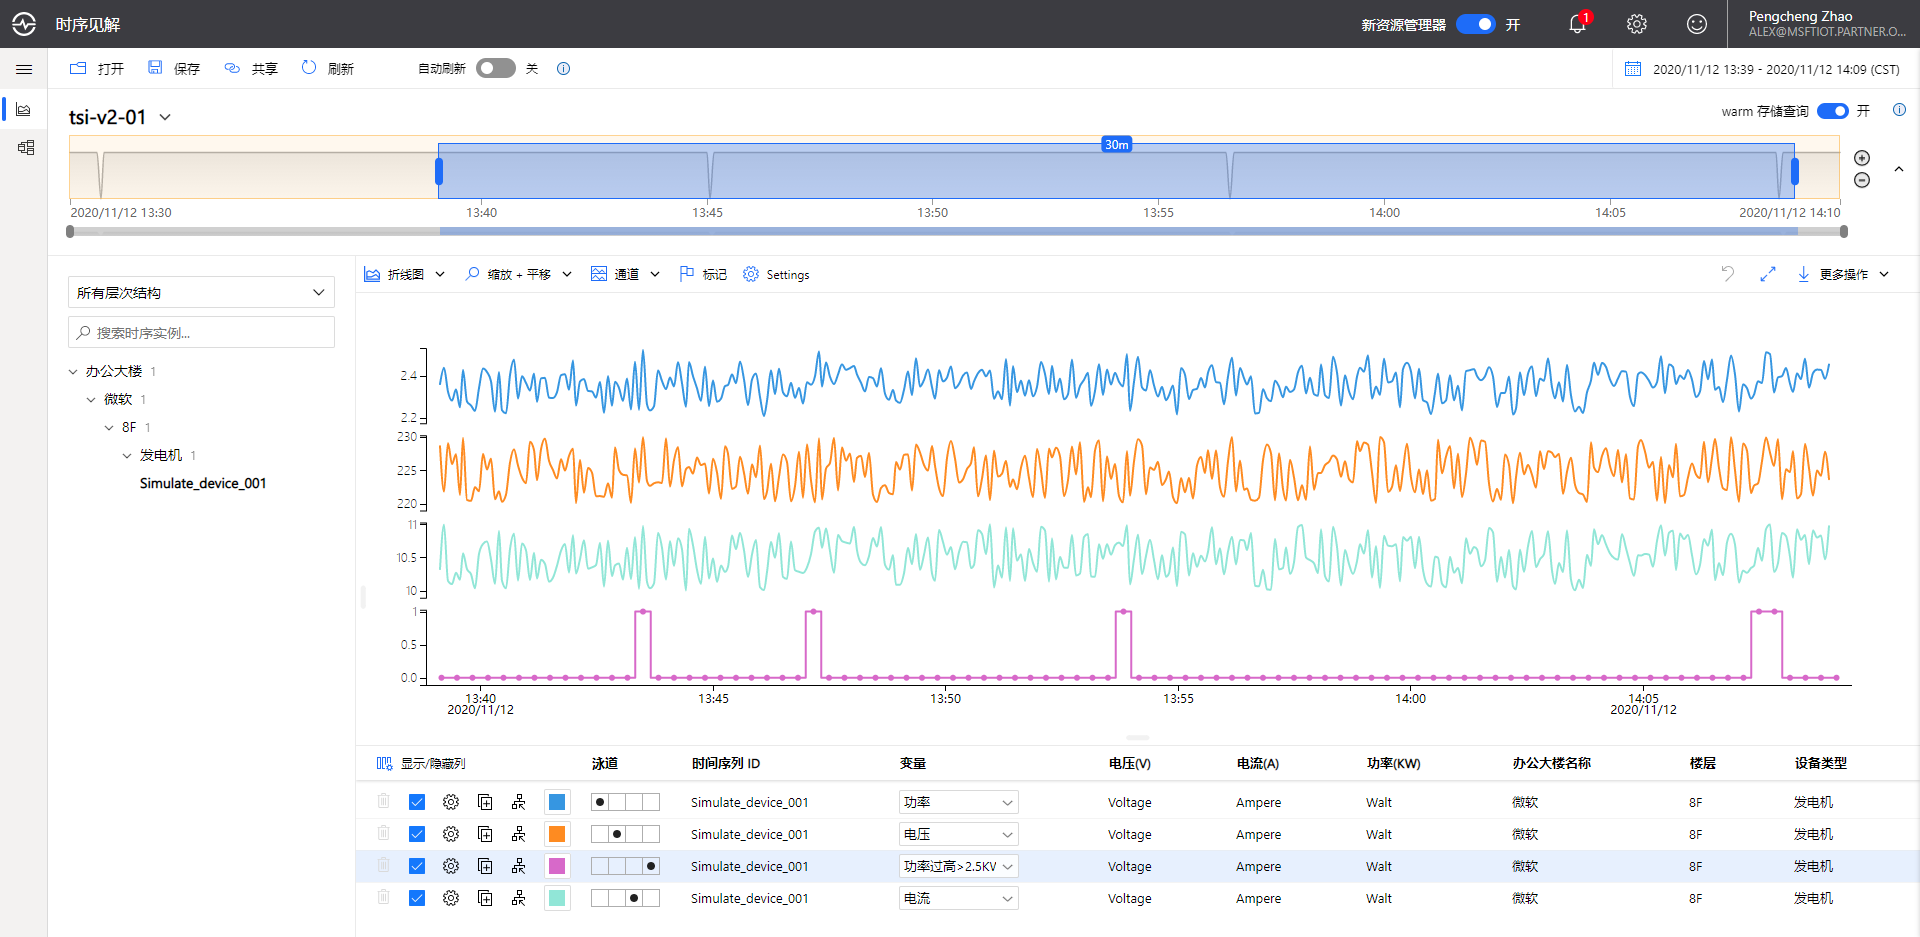 时序见解
新资源管理器 开 1 Pengcheng Zhao
ALEX@MSFTIOT.PARTNER.O...
打开 保存 共享 刷新 自动刷新 关 2020/11/12 13:39 - 2020/11/12 14:09 (CST)
tsi-v2-01 warm 存储查询 开
30m
2020/11/12 13:30 13:40 13:45 13:50 13:55 14:00 14:05 2020/11/12 14:10
折线图 缩放 + 平移 通道 标记 Settings 更多操作
所有层次结构
搜索时序实例...
办公大楼 1
微软 1
8F 1
发电机 1
Simulate_device_001
2.4
2.2
230
225
220
11
10.5
10
1
0.5
0.0
13:40 13:45 13:50 13:55 14:00 14:05
2020/11/12 2020/11/12
显示/隐藏列 泳道 时间序列 ID 变量 电压(V) 电流(A) 功率(KW) 办公大楼名称 楼层 设备类型
Simulate_device_001 功率 Voltage Ampere Walt 微软 8F 发电机
Simulate_device_001 电压 Voltage Ampere Walt 微软 8F 发电机
Simulate_device_001 功率过高>2.5KV Voltage Ampere Walt 微软 8F 发电机
Simulate_device_001 电流 Voltage Ampere Walt 微软 8F 发电机